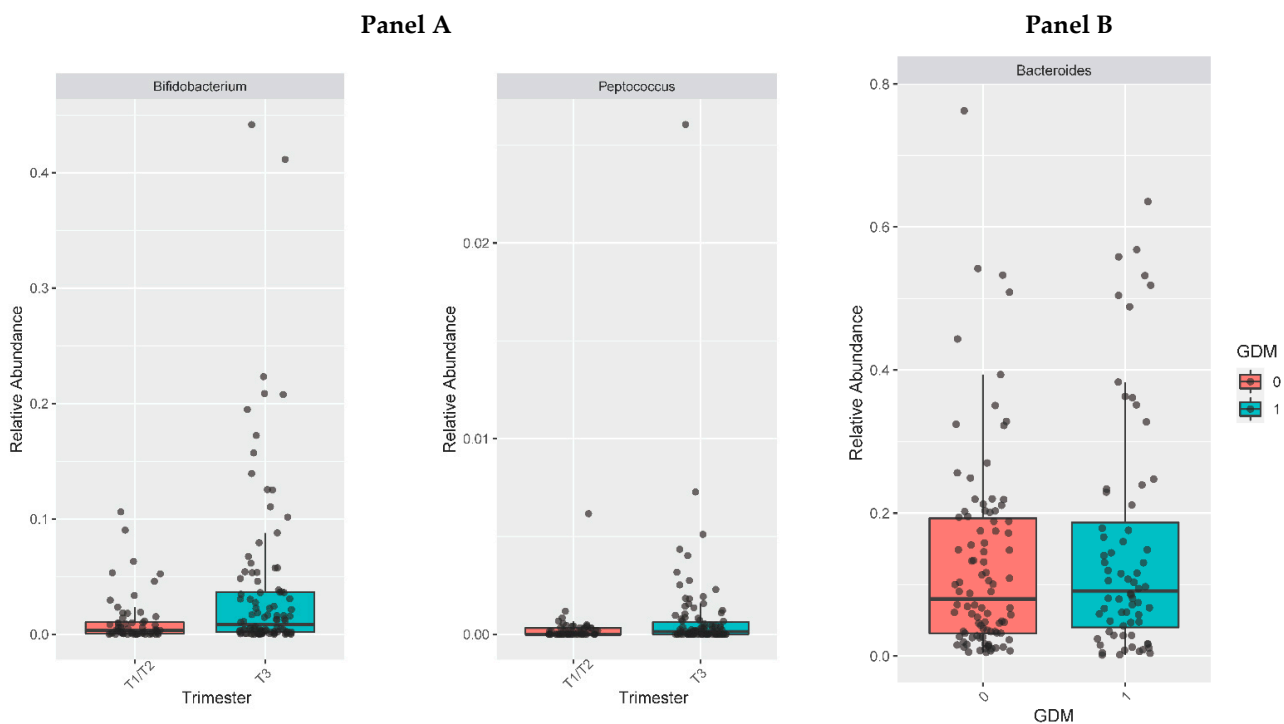 Panel A
Panel B
Bifidobacterium
Peptococcus
Bacteroides
Relative Abundance
0.4
0.3
0.2
0.1
0.0
T1/T2
T3
Trimester
Relative Abundance
0.02
0.01
0.00
T1/T2
T3
Trimester
Relative Abundance
0.8
0.6
0.4
0.2
0.0
0
1
GDM
GDM
0
1